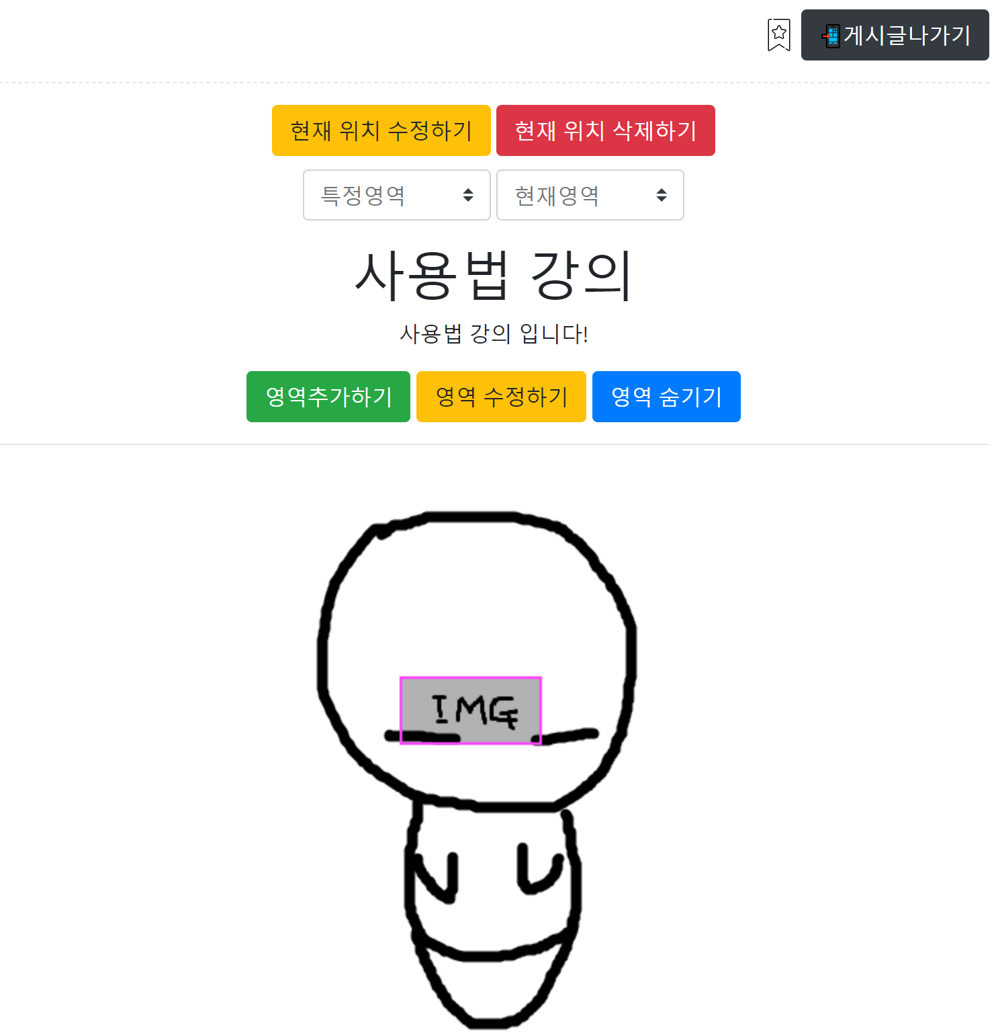 📲게시글나가기
현재 위치 수정하기 현재 위치 삭제하기
특정영역 현재영역
사용법 강의
사용법 강의 입니다!
영역추가하기 영역 수정하기 영역 숨기기
IMG